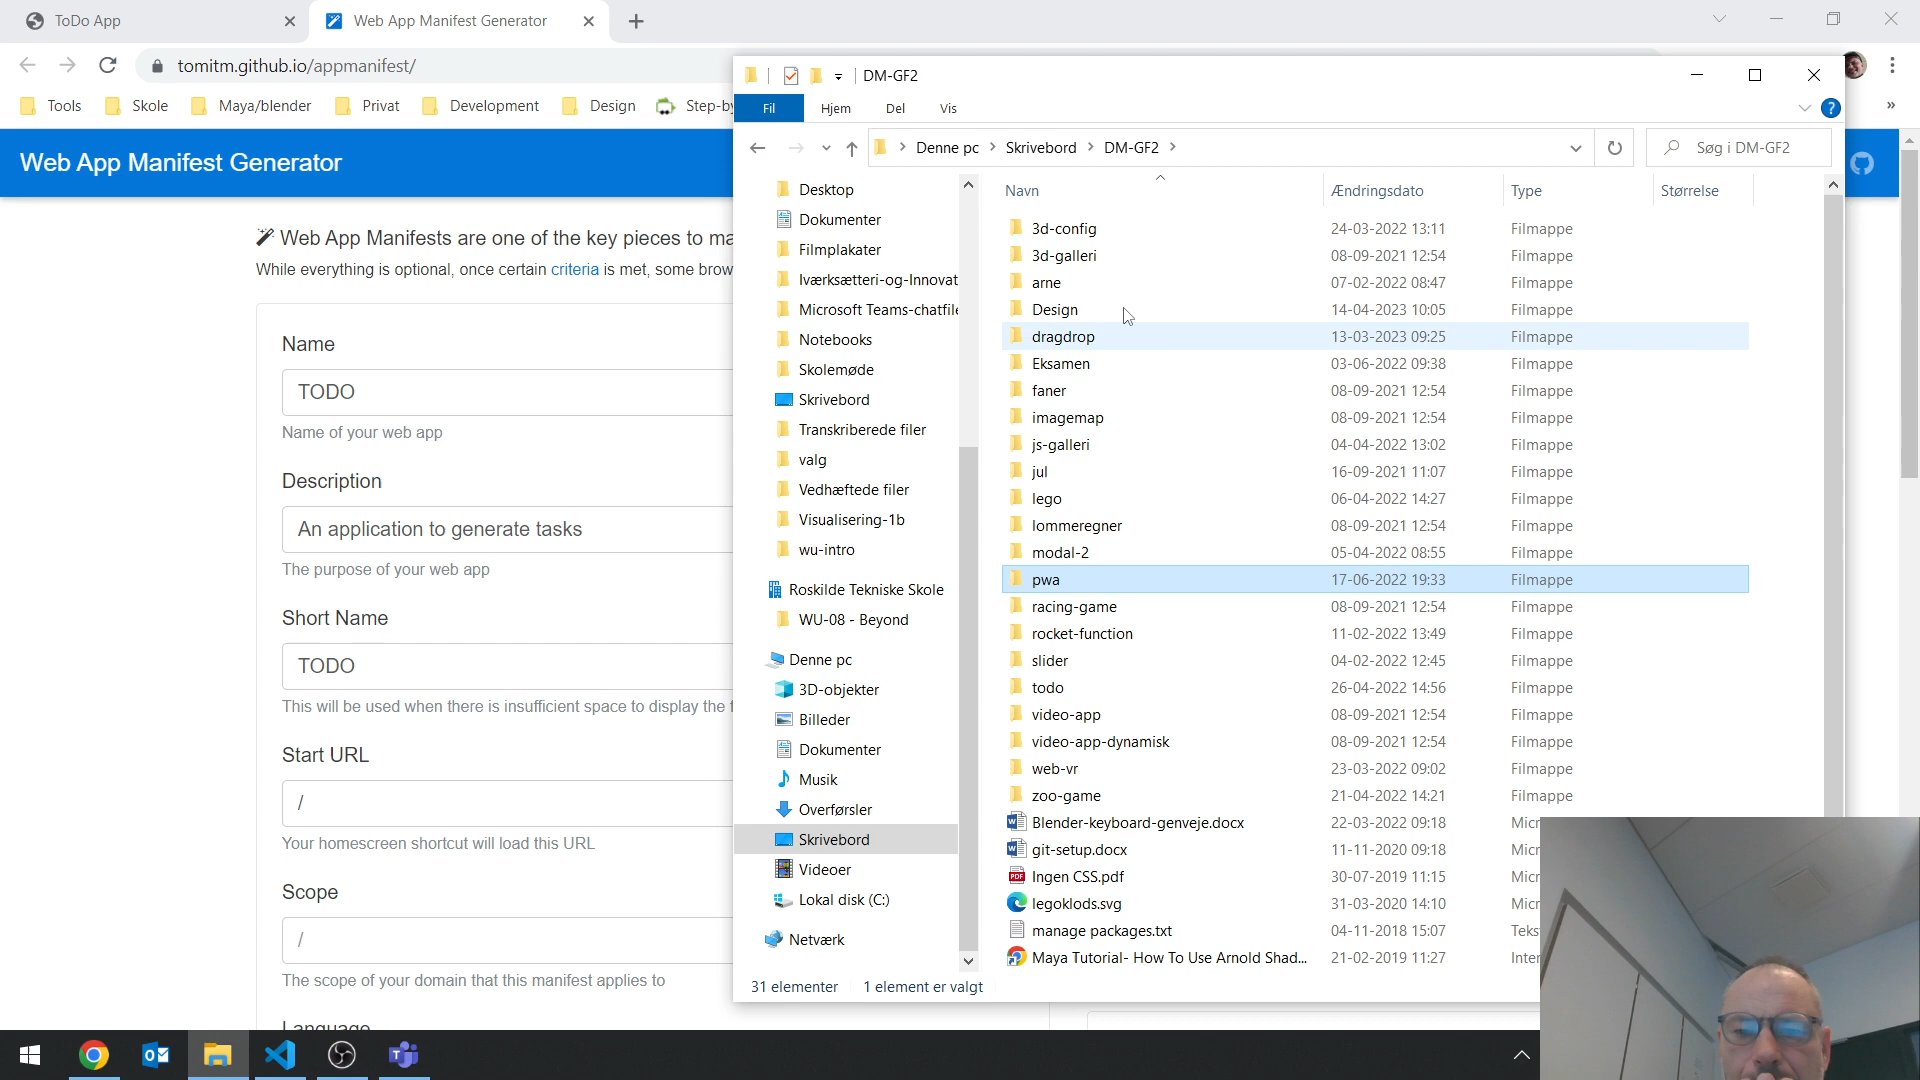 ToDo App
Web App Manifest Generator
tomitm.github.io/appmanifest/
Tools
Skole
Maya/blender
Privat
Development
Design
Step-by
»
Web App Manifest Generator
Web App Manifests are one of the key pieces to ma
While everything is optional, once certain criteria is met, some brow
Name
TODO
Name of your web app
Description
An application to generate tasks
The purpose of your web app
Short Name
TODO
This will be used when there is insufficient space to display the f
Start URL
/
Your homescreen shortcut will load this URL
Scope
/
The scope of your domain that this manifest applies to
Language
DM-GF2
Fil
Hjem
Del
Vis
?
Denne pc
Skrivebord
DM-GF2
Søg i DM-GF2
Desktop
Dokumenter
Filmplakater
Iværksætteri-og-Innovat
Microsoft Teams-chatfile
Notebooks
Skolemøde
Skrivebord
Transkriberede filer
valg
Vedhæftede filer
Visualisering-1b
wu-intro
Roskilde Tekniske Skole
WU-08 - Beyond
Denne pc
3D-objekter
Billeder
Dokumenter
Musik
Overførsler
Skrivebord
Videoer
Lokal disk (C:)
Netværk
Navn Ændringsdato Type Størrelse
3d-config 24-03-2022 13:11 Filmappe
3d-galleri 08-09-2021 12:54 Filmappe
arne 07-02-2022 08:47 Filmappe
Design 14-04-2023 10:05 Filmappe
dragdrop 13-03-2023 09:25 Filmappe
Eksamen 03-06-2022 09:38 Filmappe
faner 08-09-2021 12:54 Filmappe
imagemap 08-09-2021 12:54 Filmappe
js-galleri 04-04-2022 13:02 Filmappe
jul 16-09-2021 11:07 Filmappe
lego 06-04-2022 14:27 Filmappe
lommeregner 08-09-2021 12:54 Filmappe
modal-2 05-04-2022 08:55 Filmappe
pwa 17-06-2022 19:33 Filmappe
racing-game 08-09-2021 12:54 Filmappe
rocket-function 11-02-2022 13:49 Filmappe
slider 04-02-2022 12:45 Filmappe
todo 26-04-2022 14:56 Filmappe
video-app 08-09-2021 12:54 Filmappe
video-app-dynamisk 08-09-2021 12:54 Filmappe
web-vr 23-03-2022 09:02 Filmappe
zoo-game 21-04-2022 14:21 Filmappe
Blender-keyboard-genveje.docx 22-03-2022 09:18 Micr
git-setup.docx 11-11-2020 09:18 Micr
Ingen CSS.pdf 30-07-2019 11:15 Micr
legoklods.svg 31-03-2020 14:10 Micr
manage packages.txt 04-11-2018 15:07 Teks
Maya Tutorial- How To Use Arnold Shad... 21-02-2019 11:27 Inter
31 elementer
1 element er valgt